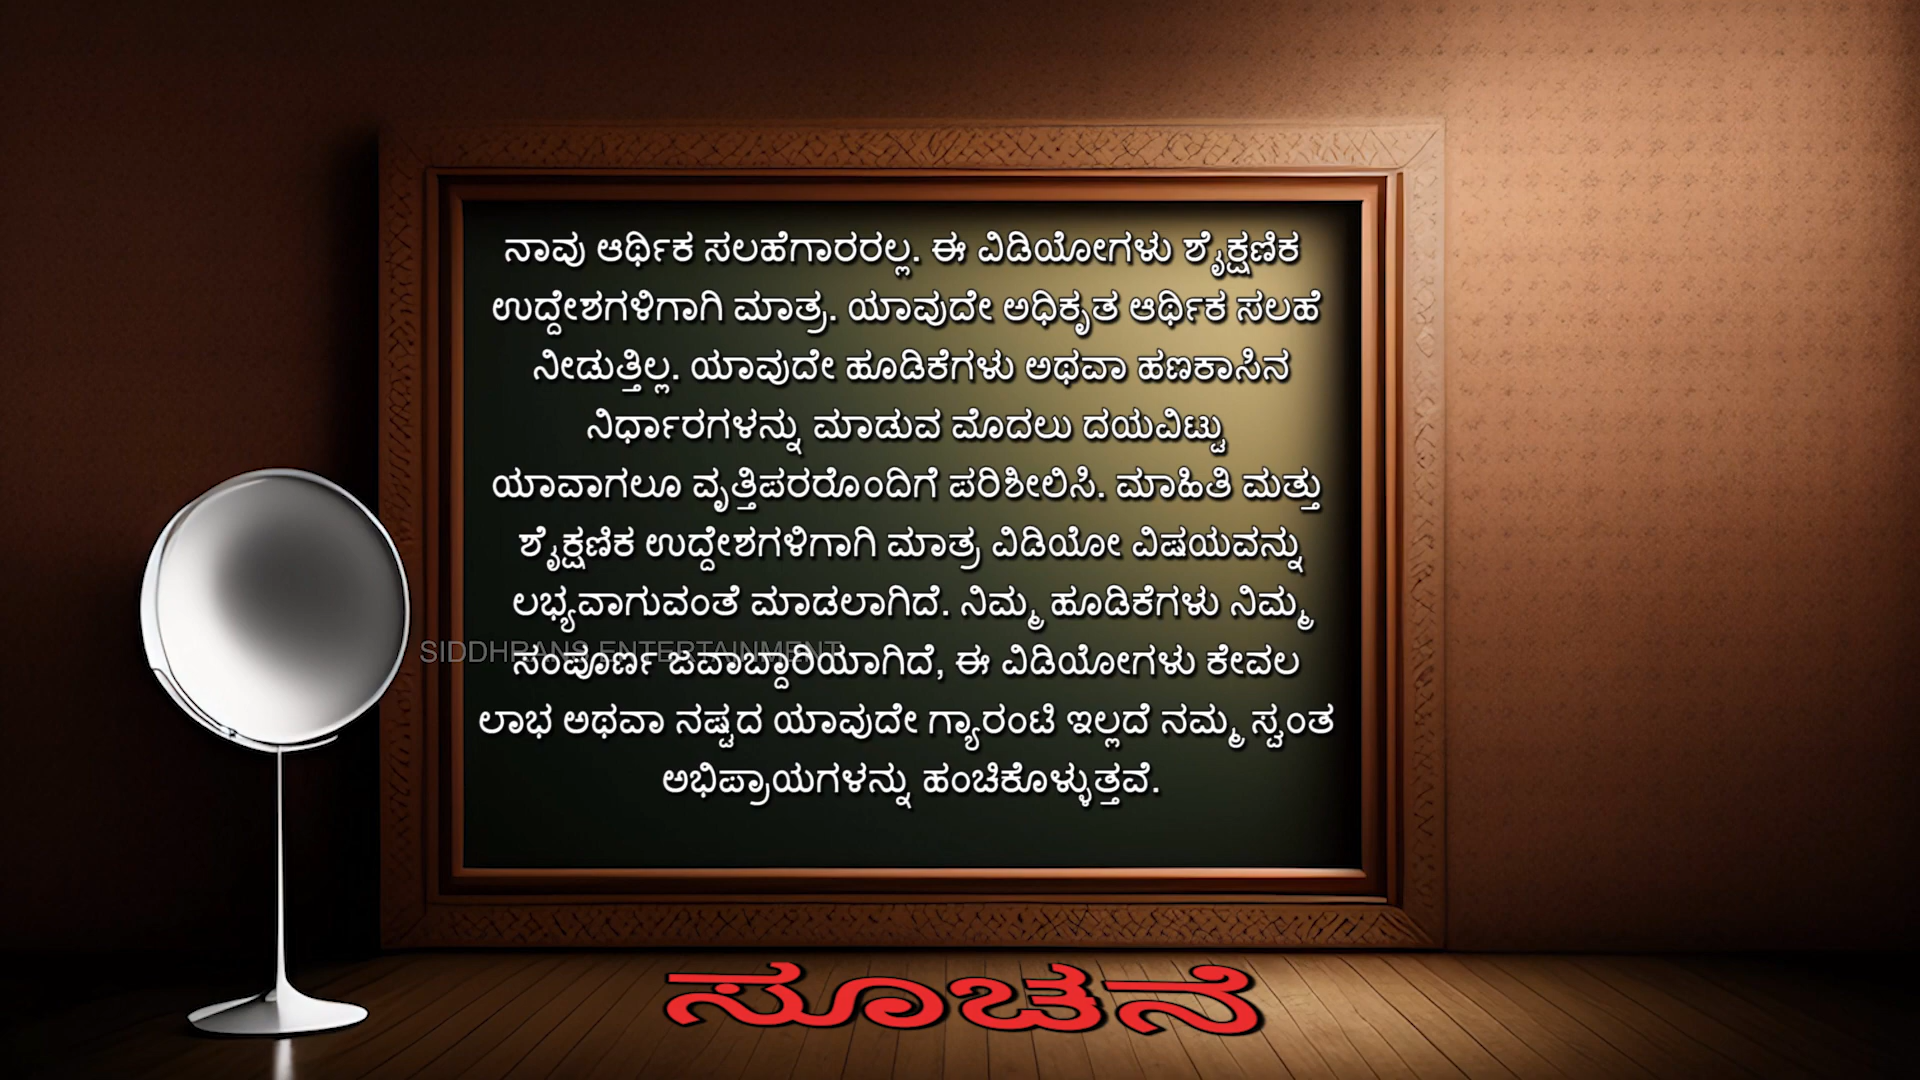 ನಾವು ಆರ್ಥಿಕ ಸಲಹೆಗಾರರಲ್ಲ. ಈ ವಿಡಿಯೋಗಳು ಶೈಕ್ಷಣಿಕ
ಉದ್ದೇಶಗಳಿಗಾಗಿ ಮಾತ್ರ. ಯಾವುದೇ ಅಧಿಕೃತ ಆರ್ಥಿಕ ಸಲಹೆ
ನೀಡುತ್ತಿಲ್ಲ. ಯಾವುದೇ ಹೂಡಿಕೆಗಳು ಅಥವಾ ಹಣಕಾಸಿನ
ನಿರ್ಧಾರಗಳನ್ನು ಮಾಡುವ ಮೊದಲು ದಯವಿಟ್ಟು
ಯಾವಾಗಲೂ ವೃತ್ತಿಪರರೊಂದಿಗೆ ಪರಿಶೀಲಿಸಿ. ಮಾಹಿತಿ ಮತ್ತು
ಶೈಕ್ಷಣಿಕ ಉದ್ದೇಶಗಳಿಗಾಗಿ ಮಾತ್ರ ವಿಡಿಯೋ ವಿಷಯವನ್ನು
ಲಭ್ಯವಾಗುವಂತೆ ಮಾಡಲಾಗಿದೆ. ನಿಮ್ಮ ಹೂಡಿಕೆಗಳು ನಿಮ್ಮ
SIDDHRANS ENTERTAINMENT
ಸಂಪೂರ್ಣ ಜವಾಬ್ದಾರಿಯಾಗಿದೆ, ಈ ವಿಡಿಯೋಗಳು ಕೇವಲ
ಲಾಭ ಅಥವಾ ನಷ್ಟದ ಯಾವುದೇ ಗ್ಯಾರಂಟಿ ಇಲ್ಲದೆ ನಮ್ಮ ಸ್ವಂತ
ಅಭಿಪ್ರಾಯಗಳನ್ನು ಹಂಚಿಕೊಳ್ಳುತ್ತವೆ.
ಸೂಚನೆ